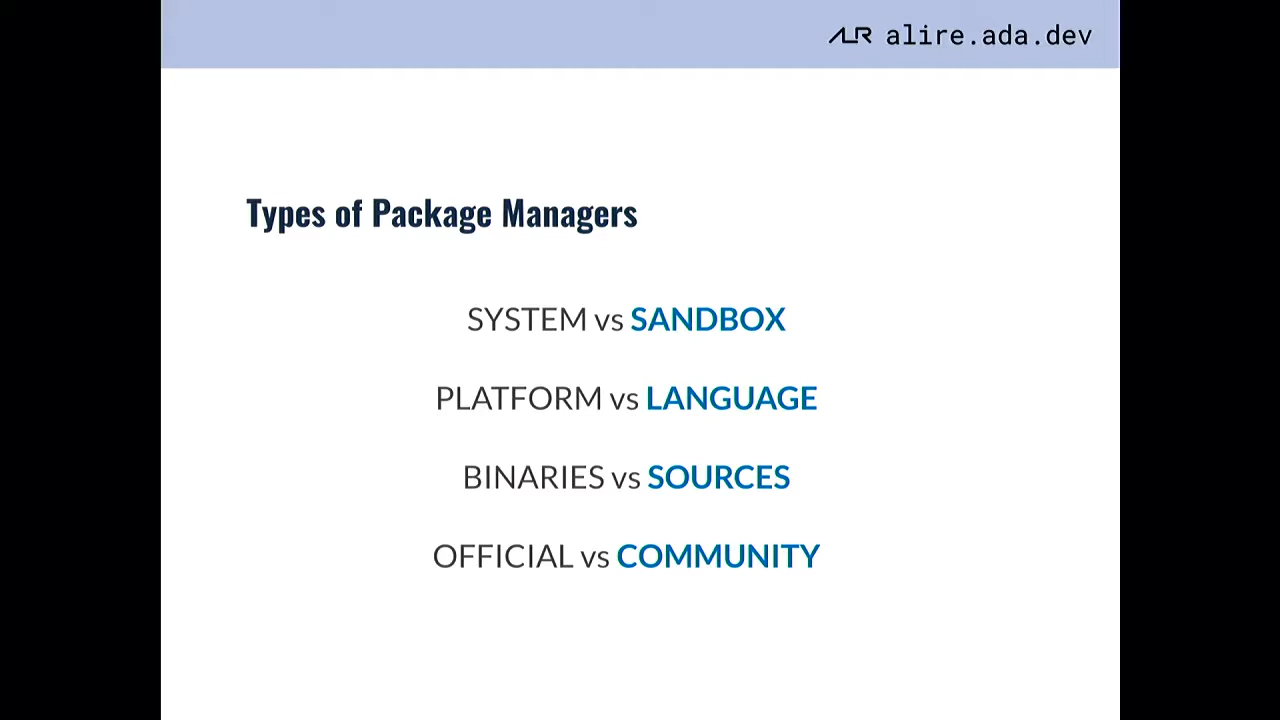 ALR alire.ada.dev
Types of Package Managers
SYSTEM vs SANDBOX
PLATFORM vs LANGUAGE
BINARIES vs SOURCES
OFFICIAL vs COMMUNITY